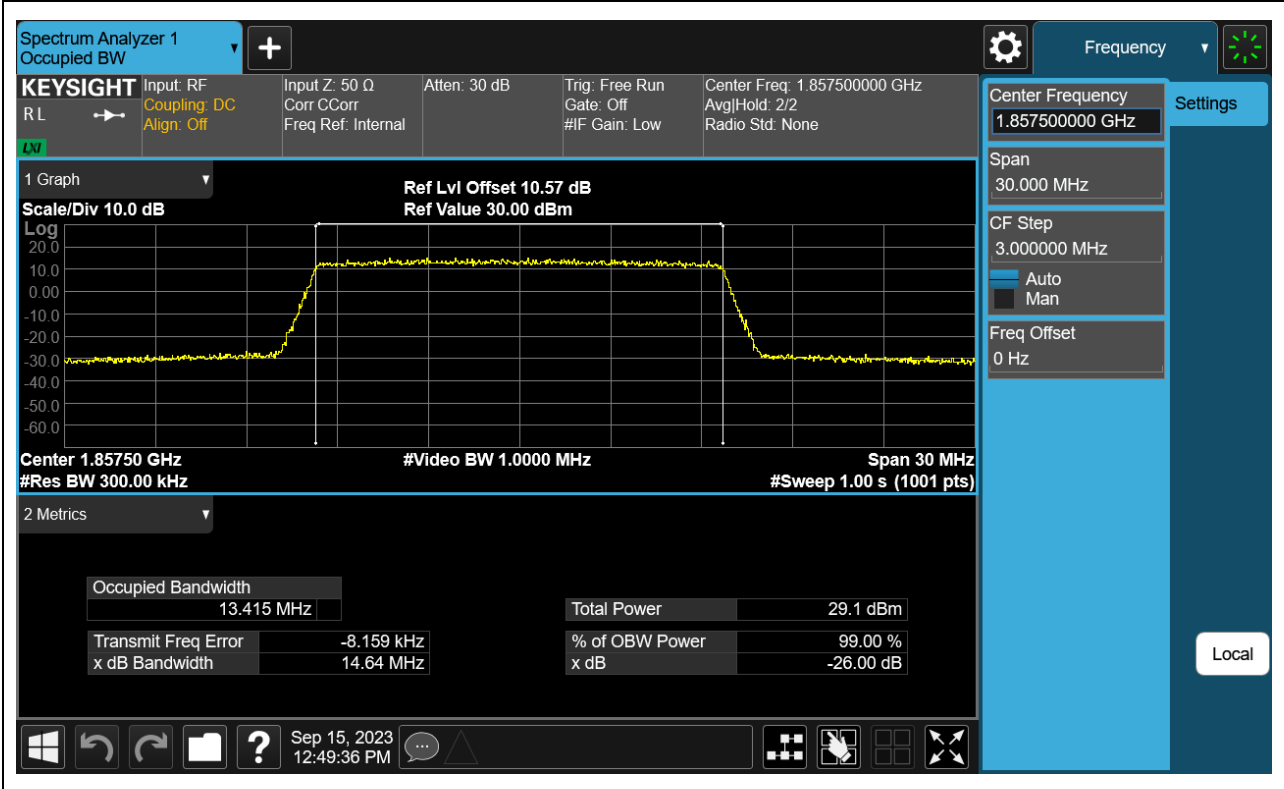 Spectrum Analyzer 1
Occupied BW
▼
+
Frequency
▼
KEYSIGHT
R L
LXI
Input: RF
Coupling: DC
Align: Off
Input Z: 50 Ω
Corr CCorr
Freq Ref: Internal
Atten: 30 dB
Trig: Free Run
Gate: Off
#IF Gain: Low
Center Freq: 1.857500000 GHz
Avg|Hold: 2/2
Radio Std: None
Center Frequency
1.857500000 GHz
Settings
Span
30.000 MHz
CF Step
3.000000 MHz
Auto
Man
Freq Offset
0 Hz
Local
1 Graph ▼
Ref Lvl Offset 10.57 dB
Scale/Div 10.0 dB
Ref Value 30.00 dBm
Log
20.0
10.0
0.00
-10.0
-20.0
-30.0
-40.0
-50.0
-60.0
Center 1.85750 GHz
#Video BW 1.0000 MHz
Span 30 MHz
#Res BW 300.00 kHz
#Sweep 1.00 s (1001 pts)
2 Metrics ▼
Occupied Bandwidth
13.415 MHz
Total Power 29.1 dBm
Transmit Freq Error -8.159 kHz
% of OBW Power 99.00 %
x dB Bandwidth 14.64 MHz
x dB -26.00 dB
?
Sep 15, 2023
12:49:36 PM